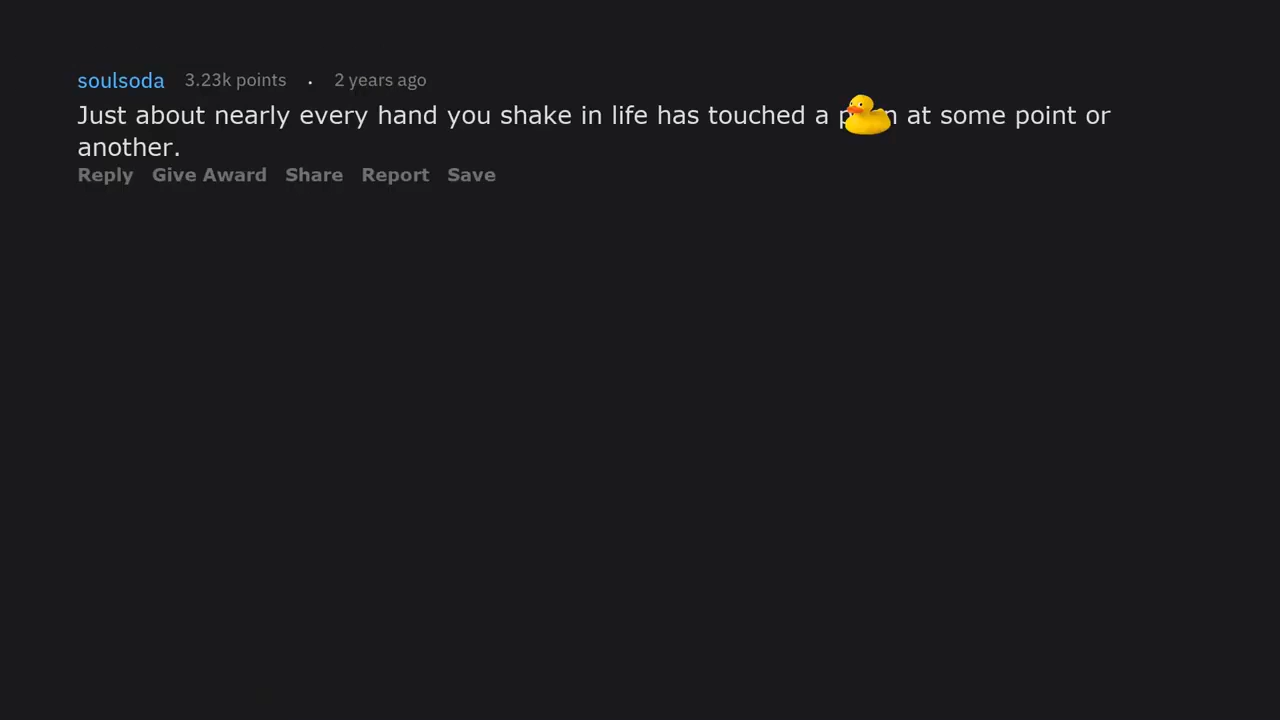 soulsoda 3.23k points . 2 years ago
Just about nearly every hand you shake in life has touched a at some point or
another.
Reply Give Award Share Report Save